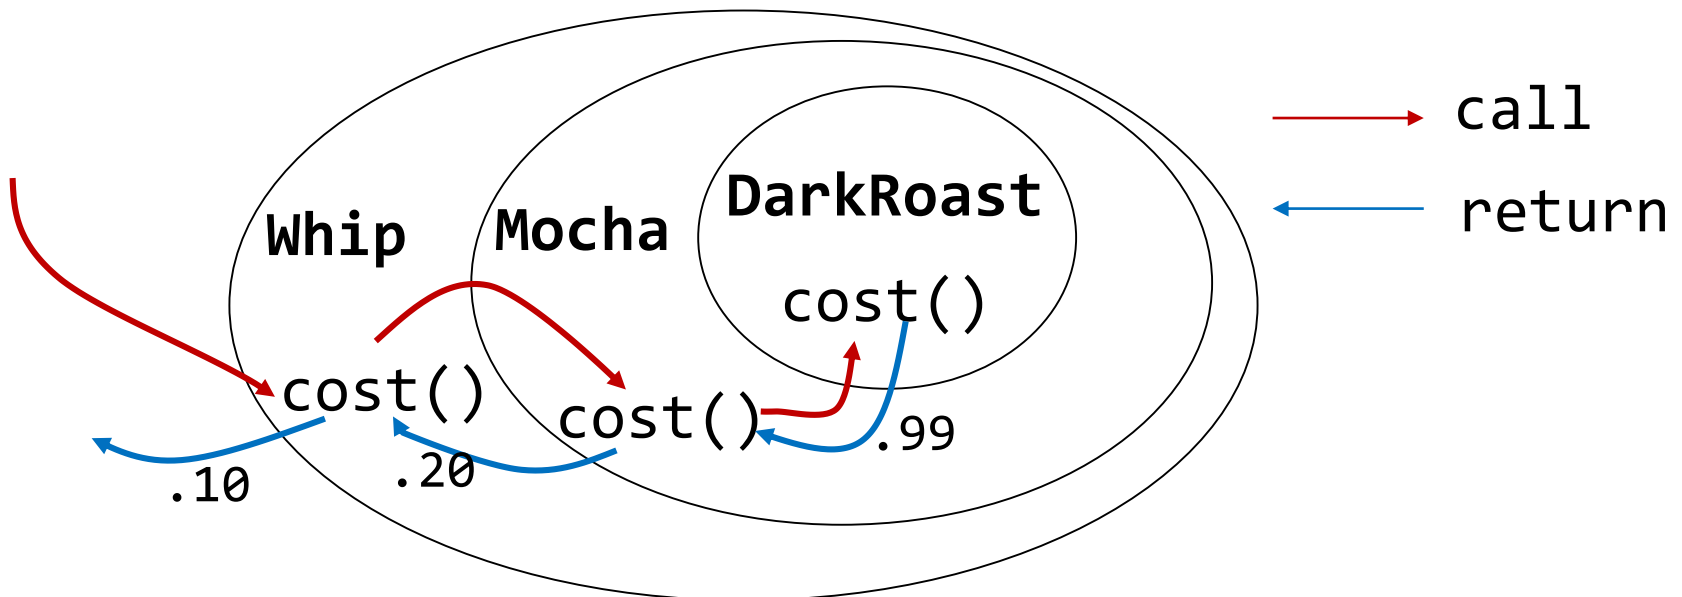 call
return
DarkRoast
Mocha
Whip
cost()
cost()
cost()
.99
.20
.10